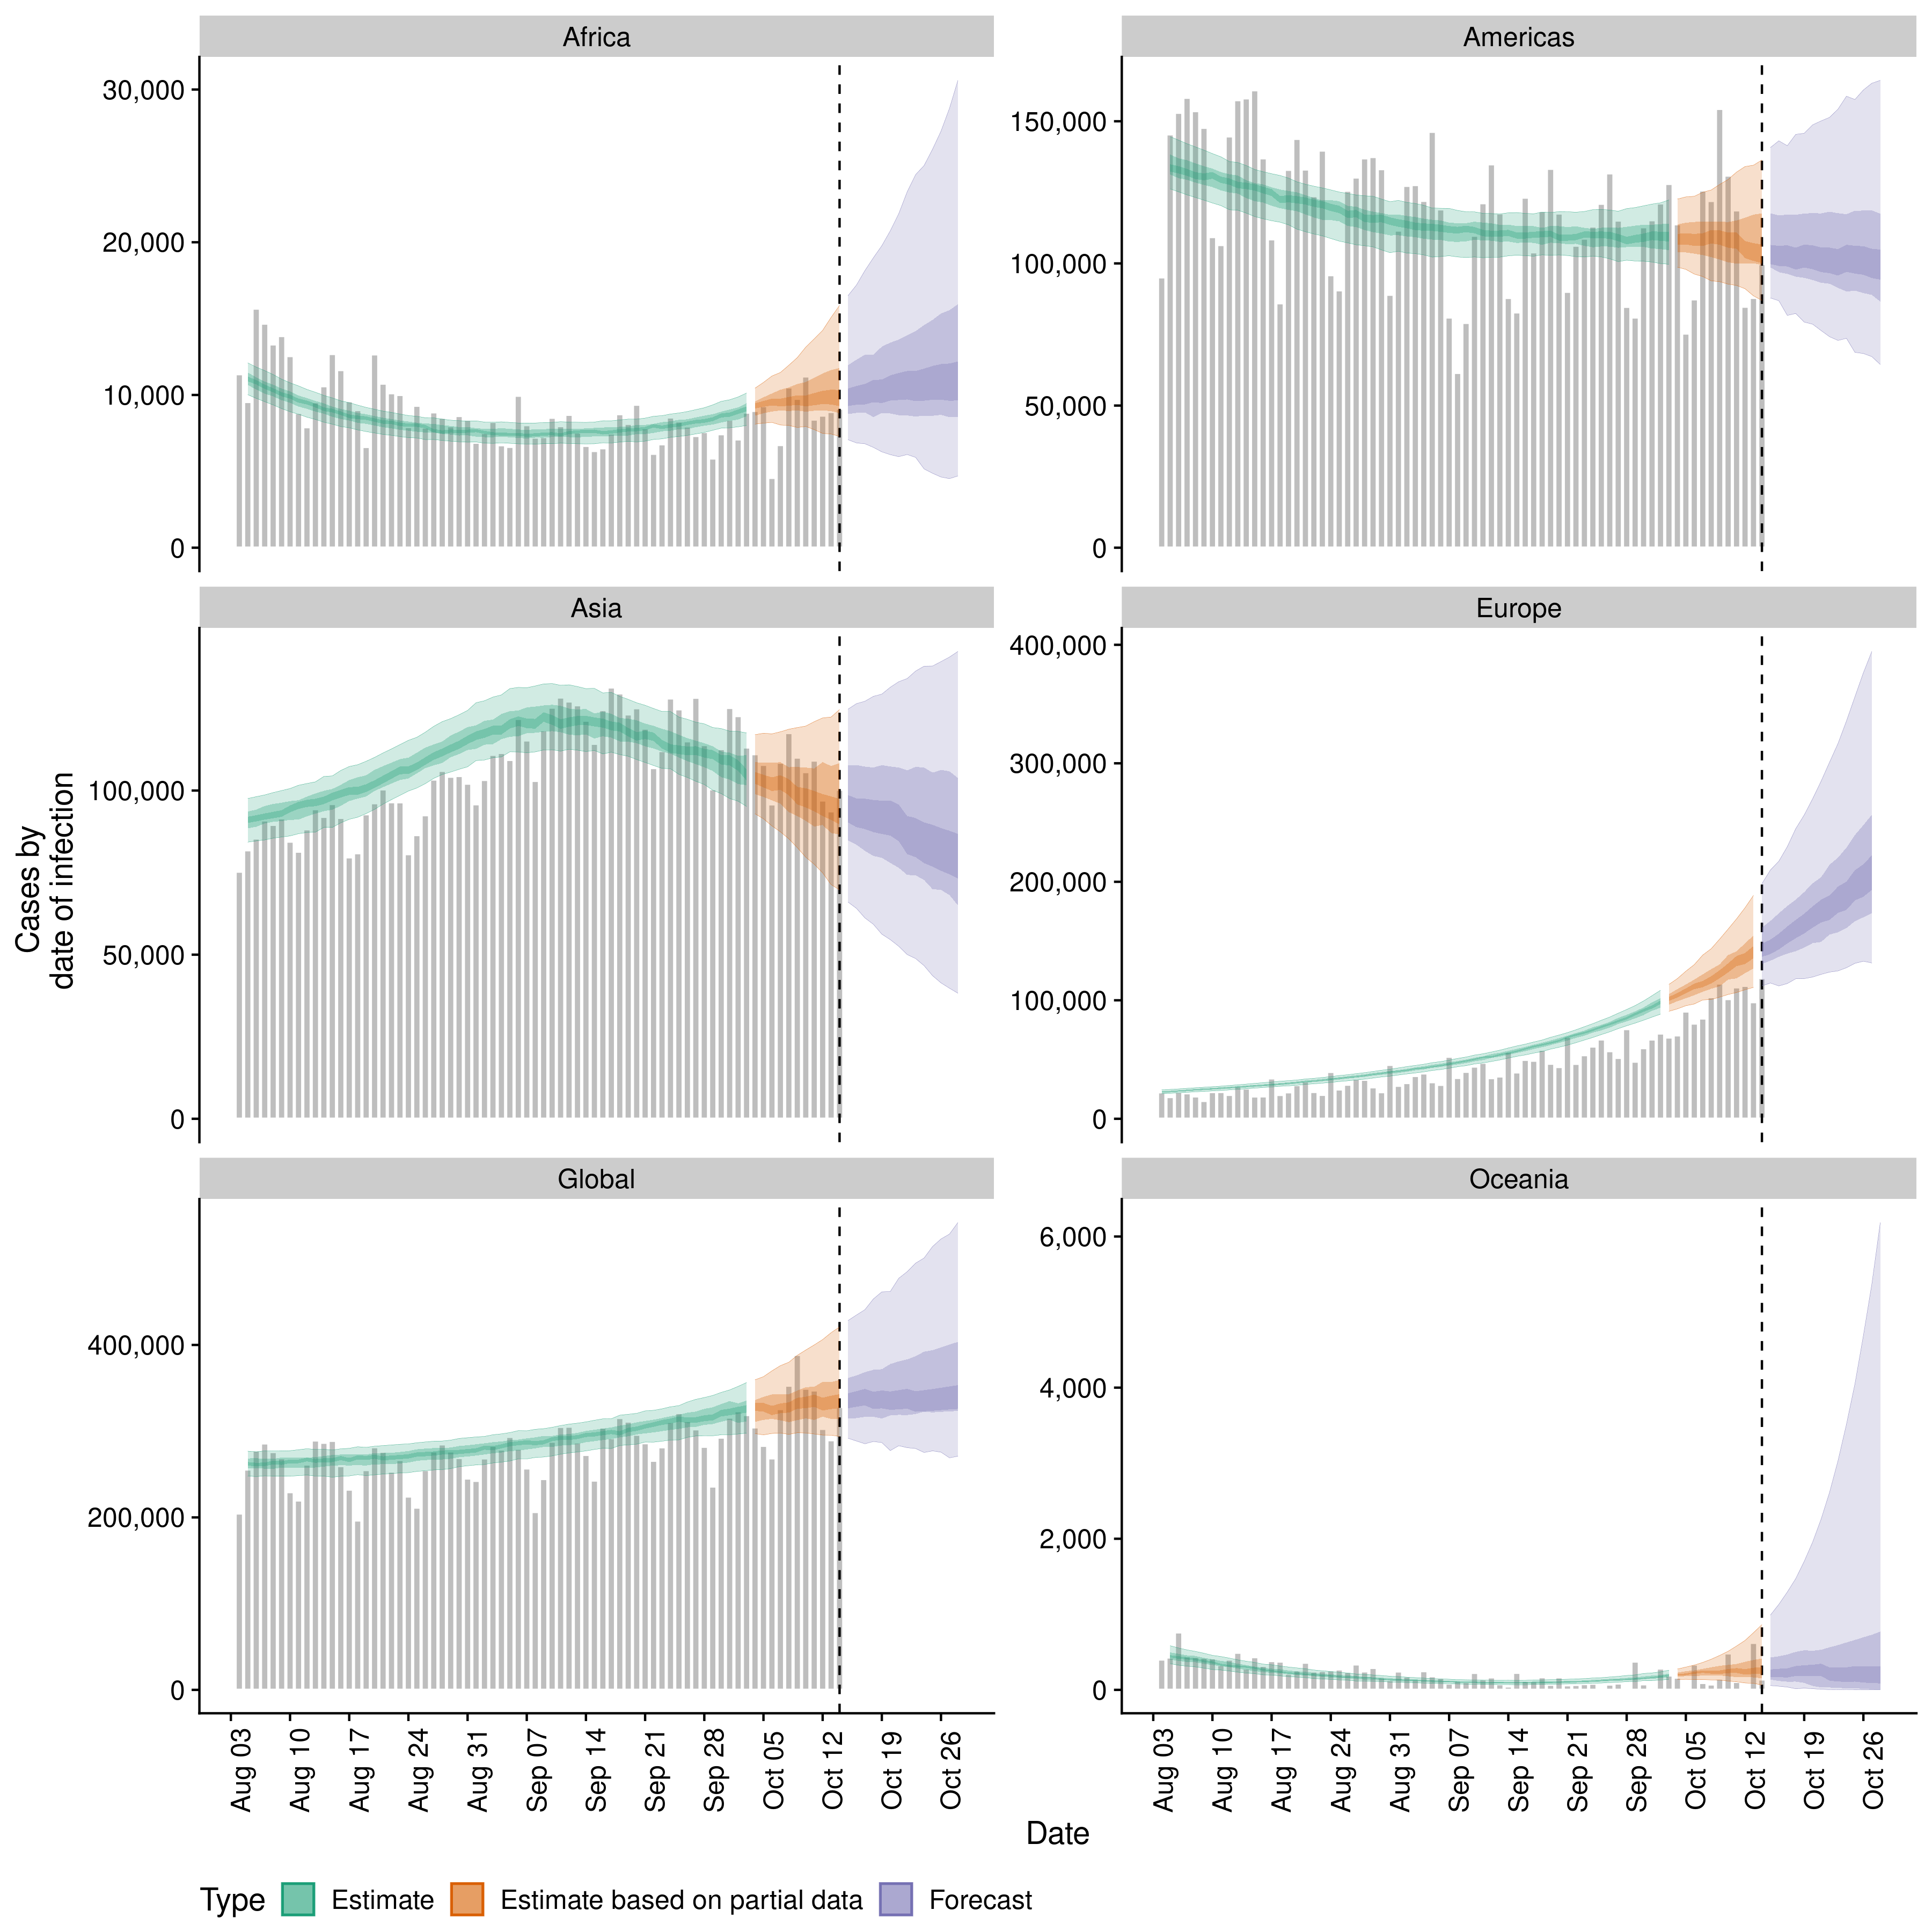 Africa
Americas
30,000
20,000
10,000
0
150,000
100,000
50,000
0
Asia
Europe
100,000
50,000
0
400,000
300,000
200,000
100,000
0
Cases by
date of infection
Global
Oceania
400,000
200,000
0
6,000
4,000
2,000
0
Aug 03
Aug 10
Aug 17
Aug 24
Aug 31
Sep 07
Sep 14
Sep 21
Sep 28
Oct 05
Oct 12
Oct 19
Oct 26
Aug 03
Aug 10
Aug 17
Aug 24
Aug 31
Sep 07
Sep 14
Sep 21
Sep 28
Oct 05
Oct 12
Oct 19
Oct 26
Date
Type Estimate Estimate based on partial data Forecast